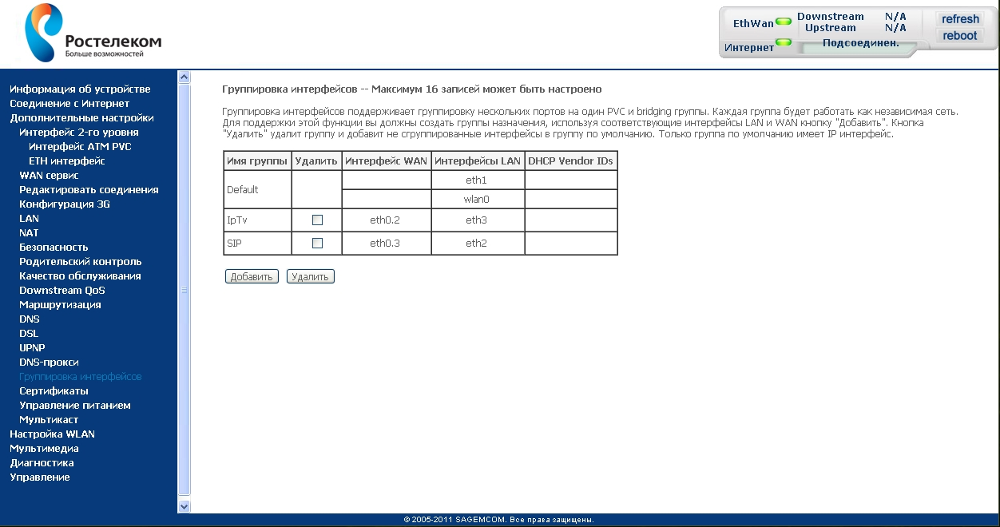 Ростелеком
Больше возможностей
EthWan Downstream N/A
Upstream N/A
Интернет Подсоединен.
refresh
reboot
Информация об устройстве
Соединение с Интернет
Дополнительные настройки
Интерфейс 2-го уровня
Интерфейс ATM PVC
ETH интерфейс
WAN сервис
Редактировать соединения
Конфигурация 3G
LAN
NAT
Безопасность
Родительский контроль
Качество обслуживания
Downstream QoS
Маршрутизация
DNS
DSL
UPNP
DNS-прокси
Группировка интерфейсов
Сертификаты
Управление питанием
Мультикаст
Настройка WLAN
Мультимедиа
Диагностика
Управление
Группировка интерфейсов -- Максимум 16 записей может быть настроено
Группировка интерфейсов поддерживает группировку нескольких портов на один PVC и bridging группы. Каждая группа будет работать как независимая сеть.
Для поддержки этой функции вы должны создать группы назначения, используя соответствующие интерфейсы LAN и WAN кнопку "Добавить". Кнопка
"Удалить" удалит группу и добавит не сгруппированные интерфейсы в группу по умолчанию. Только группа по умолчанию имеет IP интерфейс.
Имя группы Удалить Интерфейс WAN Интерфейсы LAN DHCP Vendor IDs
Default eth1
wlan0
IpTv eth0.2 eth3
SIP eth0.3 eth2
Добавить Удалить
© 2005-2011 SAGEMCOM. Все права защищены.